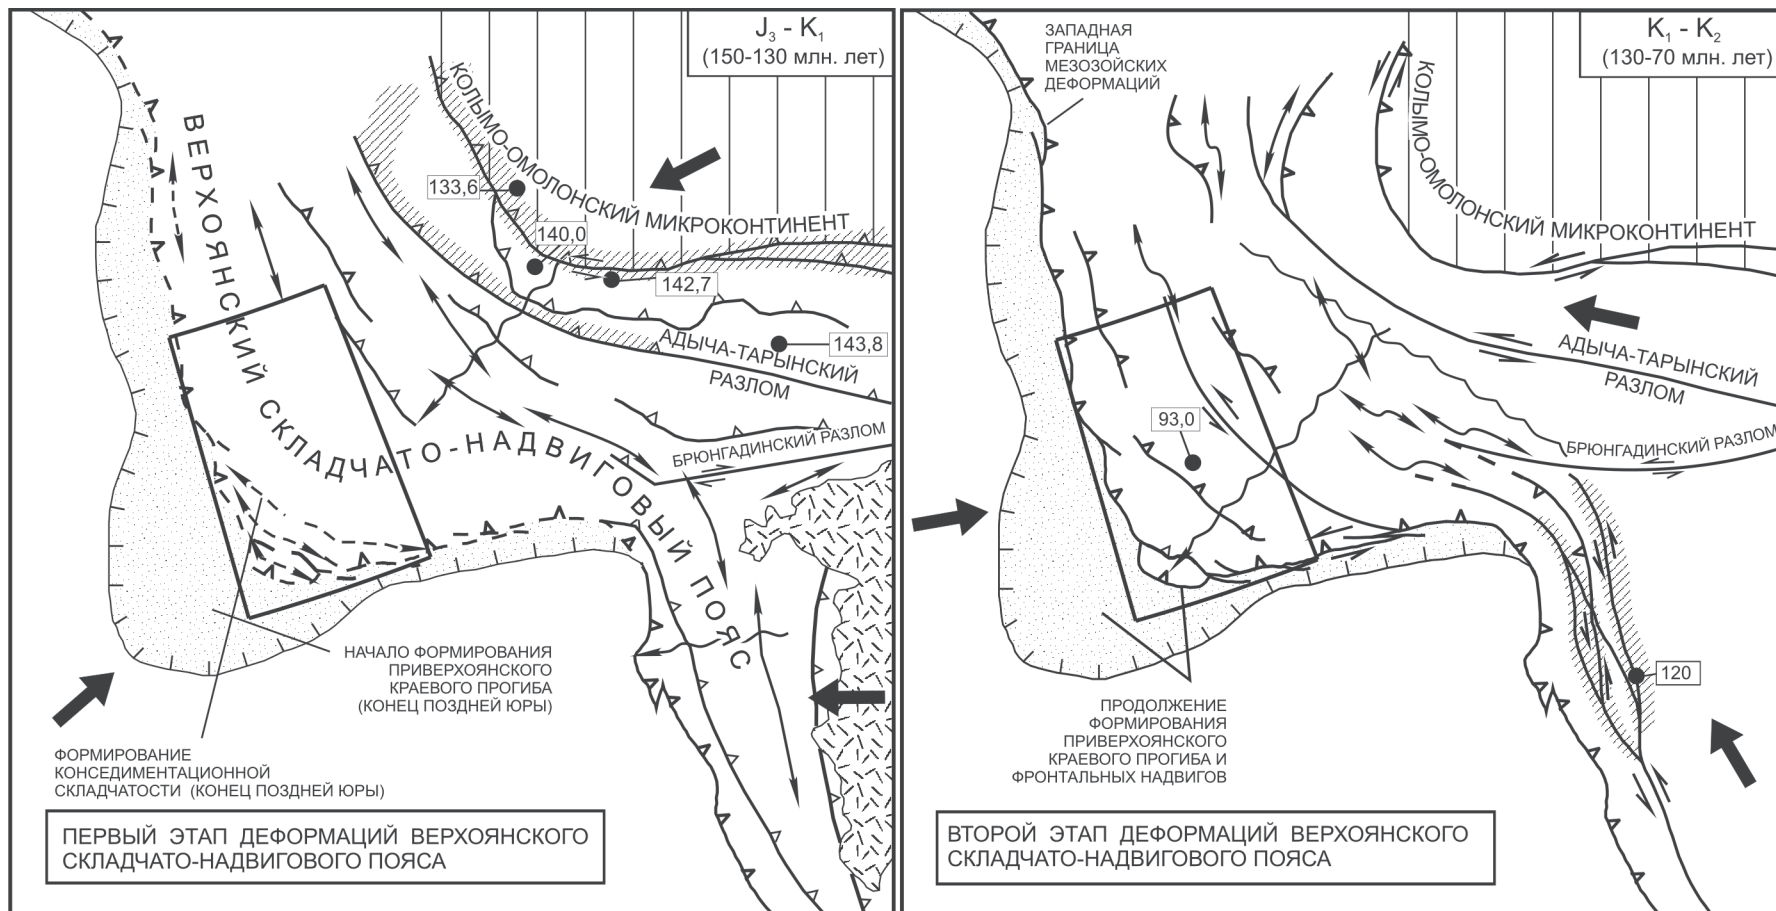 J₃ - K₁
(150-130 млн. лет)
ВЕРХОЯНСКИЙ СКЛАДЧАТО-НАДВИГОВЫЙ ПОЯС
КОЛЫМО-ОМОЛОНСКИЙ МИКРОКОНТИНЕНТ
133,6
140,0
142,7
143,8
АДЫЧА-ТАРЫНСКИЙ
РАЗЛОМ
БРЮНГАДИНСКИЙ РАЗЛОМ
НАЧАЛО ФОРМИРОВАНИЯ
ПРИВЕРХОЯНСКОГО
КРАЕВОГО ПРОГИБА
(КОНЕЦ ПОЗДНЕЙ ЮРЫ)
ФОРМИРОВАНИЕ
КОНСЕДИМЕНТАЦИОННОЙ
СКЛАДЧАТОСТИ (КОНЕЦ ПОЗДНЕЙ ЮРЫ)
ПЕРВЫЙ ЭТАП ДЕФОРМАЦИЙ ВЕРХОЯНСКОГО
СКЛАДЧАТО-НАДВИГОВОГО ПОЯСА
K₁ - K₂
(130-70 млн. лет)
ЗАПАДНАЯ
ГРАНИЦА
МЕЗОЗОЙСКИХ
ДЕФОРМАЦИЙ
КОЛЫМО-ОМОЛОНСКИЙ МИКРОКОНТИНЕНТ
АДЫЧА-ТАРЫНСКИЙ
РАЗЛОМ
93,0
БРЮНГАДИНСКИЙ РАЗЛОМ
120
ПРОДОЛЖЕНИЕ
ФОРМИРОВАНИЯ
ПРИВЕРХОЯНСКОГО
КРАЕВОГО ПРОГИБА И
ФРОНТАЛЬНЫХ НАДВИГОВ
ВТОРОЙ ЭТАП ДЕФОРМАЦИЙ ВЕРХОЯНСКОГО
СКЛАДЧАТО-НАДВИГОВОГО ПОЯСА